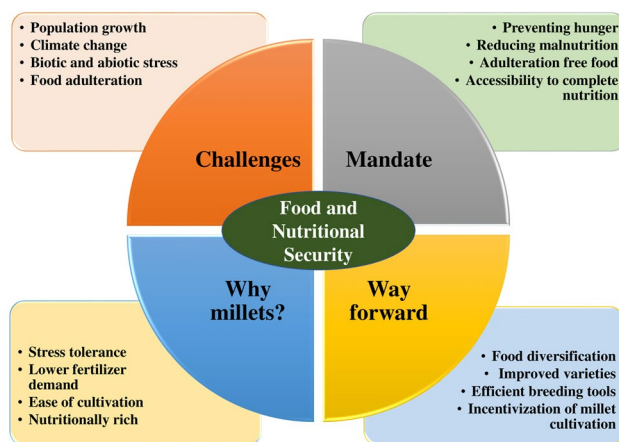 • Population growth
• Climate change
• Biotic and abiotic stress
• Food adulteration
• Preventing hunger
• Reducing malnutrition
• Adulteration free food
• Accessibility to complete
nutrition
Challenges
Mandate
Food and
Nutritional
Security
Why
millets?
Way
forward
• Stress tolerance
• Lower fertilizer
demand
• Ease of cultivation
• Nutritionally rich
• Food diversification
• Improved varieties
• Efficient breeding tools
• Incentivization of millet
cultivation